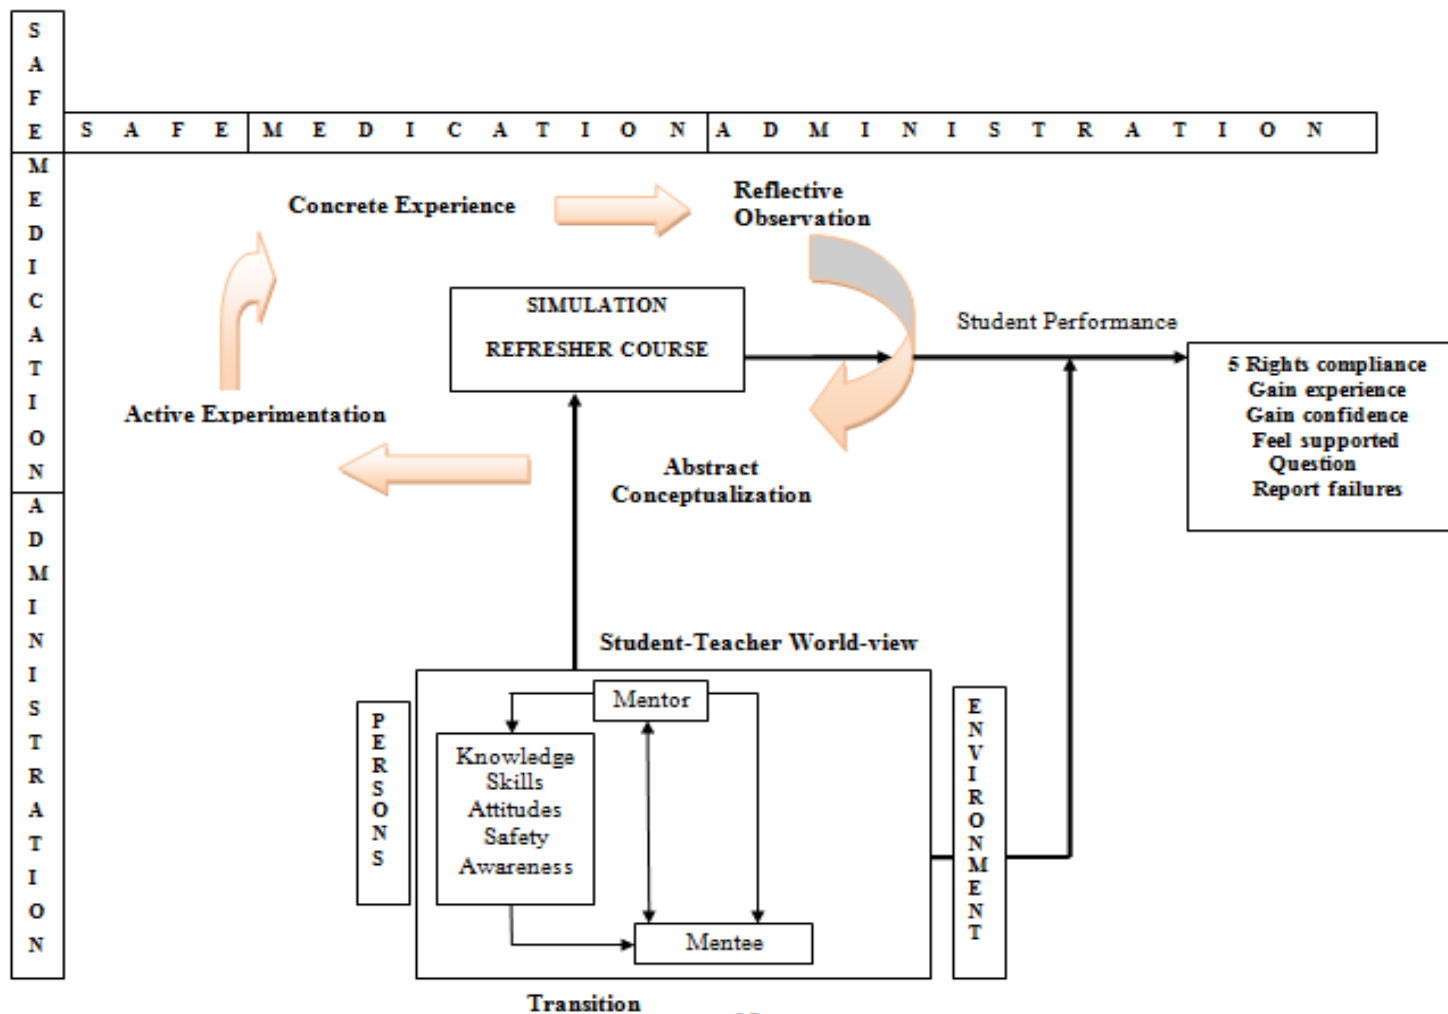 SAFE MEDICATION ADMINISTRATION
SAFE MEDICATION ADMINISTRATION
Concrete Experience
Reflective
Observation
SIMULATION
REFRESHER COURSE
Student Performance
5 Rights compliance
Gain experience
Gain confidence
Feel supported
Question
Report failures
Active Experimentation
Abstract
Conceptualization
Student-Teacher World-view
PERSONS
Mentor
Knowledge
Skills
Attitudes
Safety
Awareness
Mentee
ENVIRONMENT
Transition